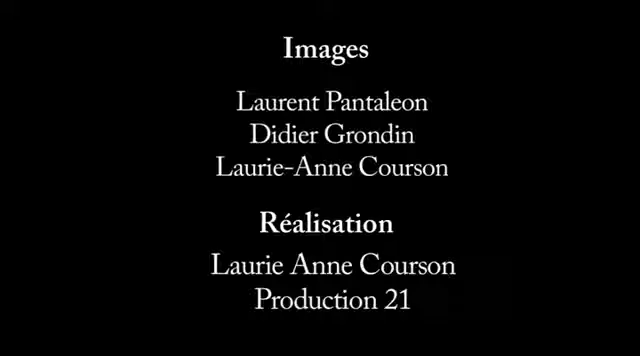 Images
Laurent Pantaleon
Didier Grondin
Laurie-Anne Courson
Réalisation
Laurie Anne Courson
Production 21